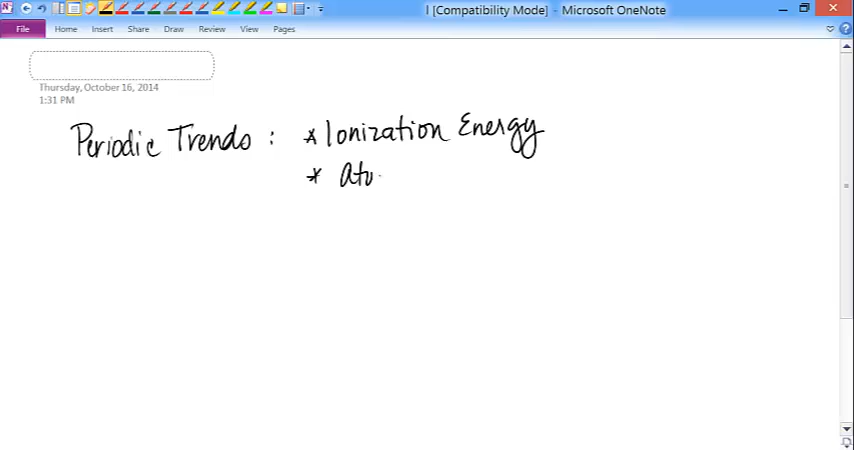 I [Compatibility Mode] - Microsoft OneNote
File Home Insert Share Draw Review View Pages
Thursday, October 16, 2014
1:31 PM
Periodic Trends : * Ionization Energy
* Ato